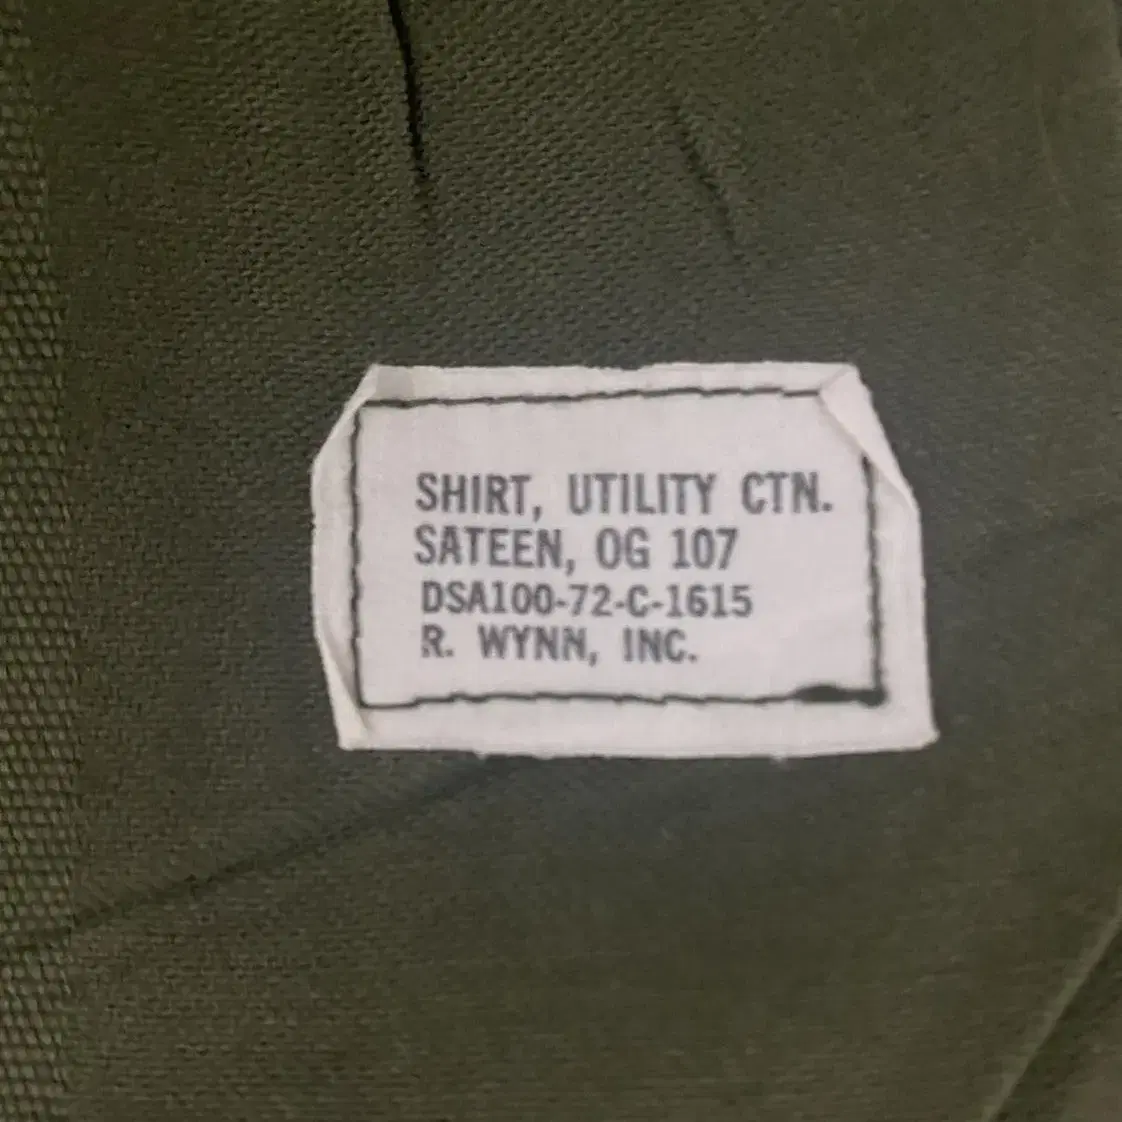 SHIRT, UTILITY CTN.
SATEEN, OG 107
DSA100-72-C-1615
R. WYNN, INC.